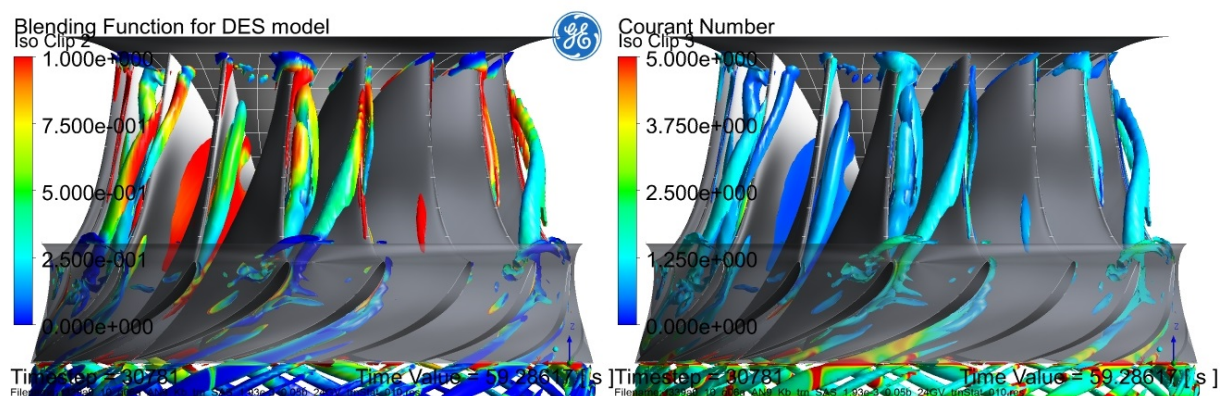 Blending Function for DES model
Iso Clip 2
1.000e+000
7.500e-001
5.000e-001
2.500e-001
0.000e+000
Timestep = 30781
Time Value = 59.28617 [ s ]
GE
Z
Courant Number
Iso Clip 3
5.000e+000
3.750e+000
2.500e+000
1.250e+000
0.000e+000
Timestep = 30781
Time Value = 59.28617 [ s ]
Z